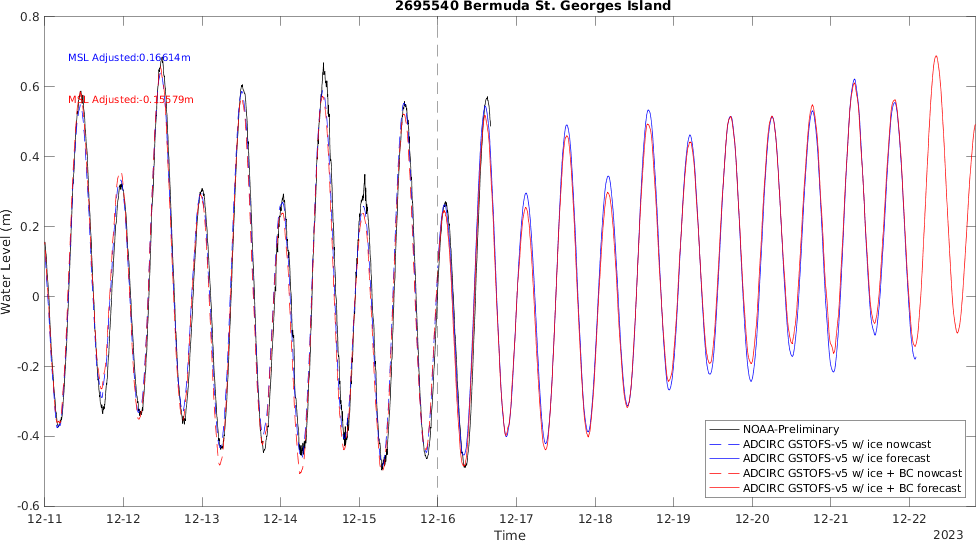 2695540 Bermuda St. Georges Island
MSL Adjusted:0.16614m
MSL Adjusted:-0.15579m
Water Level (m)
0.8
0.6
0.4
0.2
0
-0.2
-0.4
-0.6
NOAA-Preliminary
ADCIRC GSTOFS-v5 w/ ice nowcast
ADCIRC GSTOFS-v5 w/ ice forecast
ADCIRC GSTOFS-v5 w/ ice + BC nowcast
ADCIRC GSTOFS-v5 w/ ice + BC forecast
12-11 12-12 12-13 12-14 12-15 12-16 12-17 12-18 12-19 12-20 12-21 12-22
Time
2023